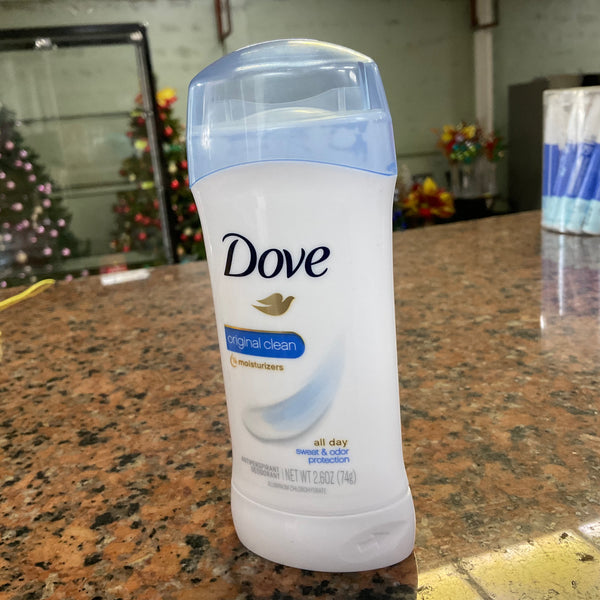 Dove
original clean
¼ moisturizers
all day
sweat & odor
protection
ANTIPERSPIRANT
DEODORANT | NET WT 2.6OZ (74g)
ALUMINUM CHLOROHYDRATE